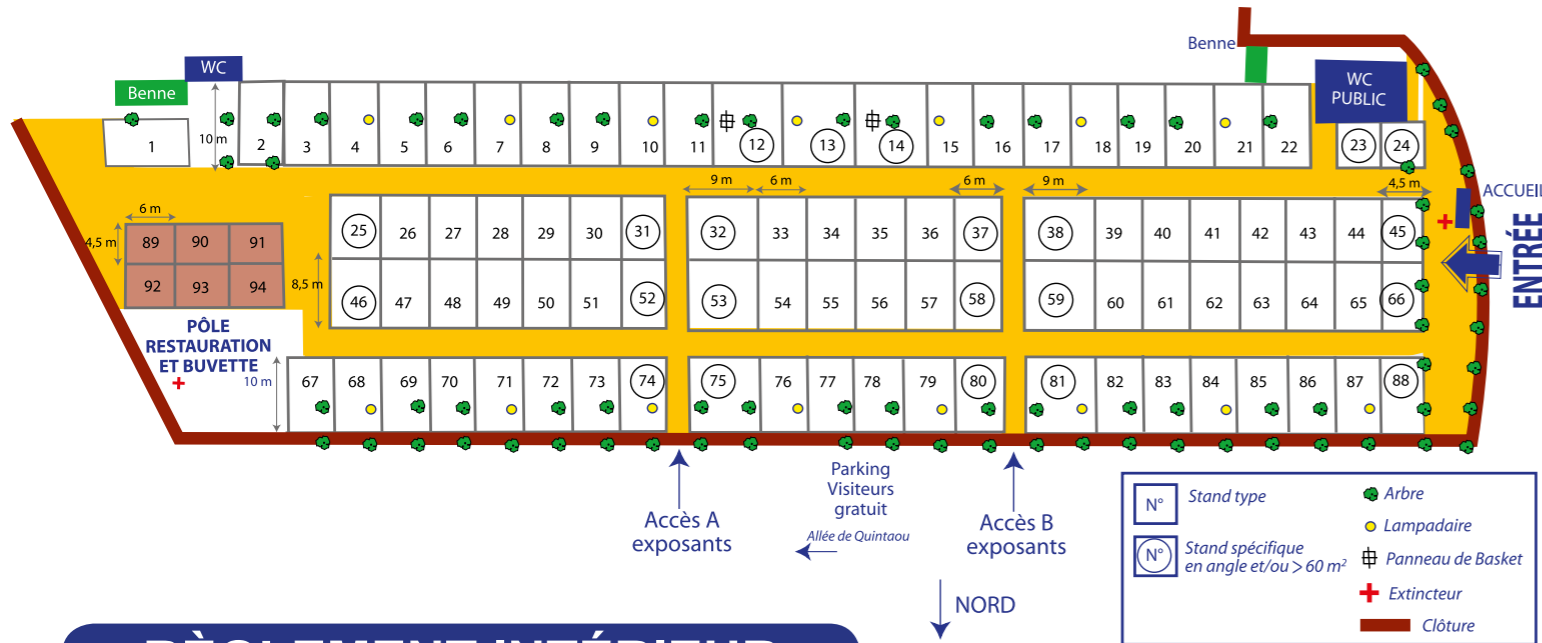 Benne
WC
Benne
WC
PUBLIC
10 m
1
2
3
4
5
6
7
8
9
10
11
12
13
14
15
16
17
18
19
20
21
22
23
24
9 m
6 m
6 m
9 m
4,5 m
ACCUEIL
ENTRÉE
6 m
4,5 m
89
90
91
92
93
94
25
26
27
28
29
30
31
32
33
34
35
36
37
38
39
40
41
42
43
44
45
8,5 m
46
47
48
49
50
51
52
53
54
55
56
57
58
59
60
61
62
63
64
65
66
PÔLE
RESTAURATION
ET BUVETTE
10 m
67
68
69
70
71
72
73
74
75
76
77
78
79
80
81
82
83
84
85
86
87
88
Accès A
exposants
Parking
Visiteurs
gratuit
Allée de Quintaou
Accès B
exposants
NORD
N°
Stand type
N°
Stand spécifique
en angle et/ou > 60 m²
Arbre
Lampadaire
Panneau de Basket
Extincteur
Clôture
RÈGLEMENT INTÉRIEUR